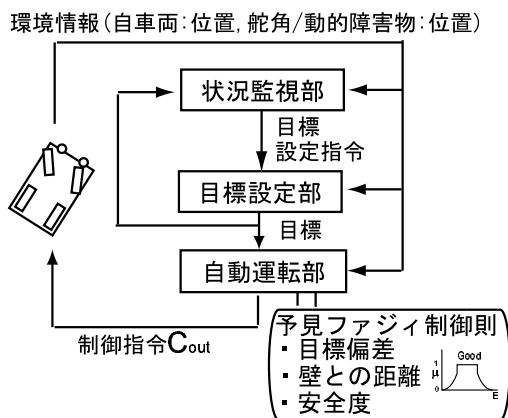 環境情報(自車両:位置,舵角/動的障害物:位置)
状況監視部
目標
設定指令
目標設定部
目標
自動運転部
制御指令Cout
予見ファジィ制御則
・目標偏差
・壁との距離
・安全度
Good
1
μ
0
E